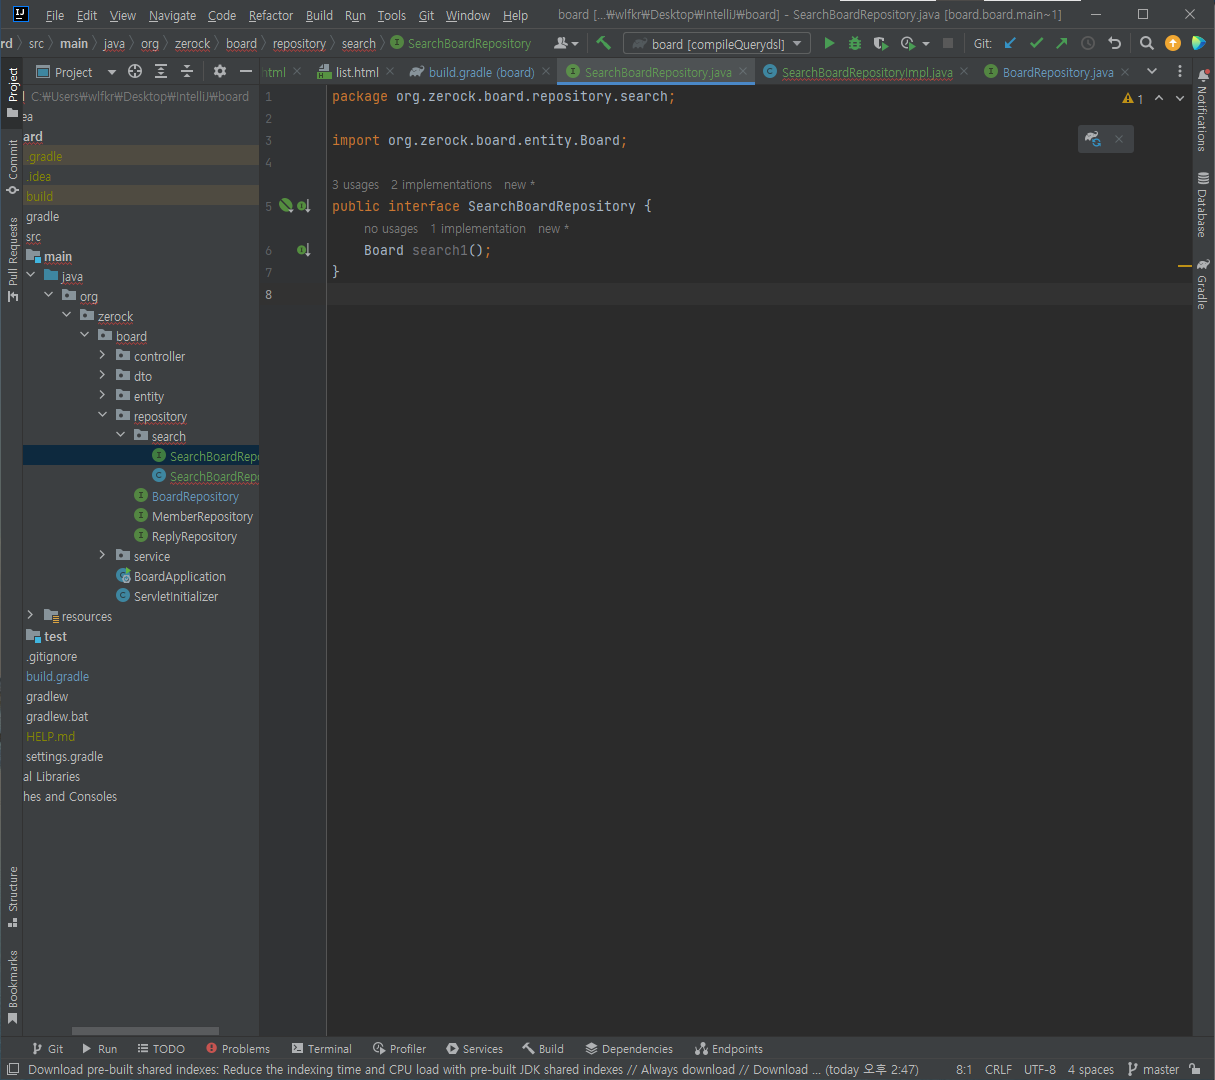 File Edit View Navigate Code Refactor Build Run Tools Git Window Help board [...₩wlfkr₩Desktop₩IntelliJ₩board] - SearchBoardRepository.java [board.board.main~1]
rd src main java org zerock board repository search SearchBoardRepository board [compileQuerydsl] Git:
Project Project html list.html build.gradle (board) SearchBoardRepository.java SearchBoardRepositoryImpl.java BoardRepository.java
C:₩Users₩wlfkr₩Desktop₩IntelliJ₩board
ea
ard
.gradle
.idea
build
gradle
src
main
java
org
zerock
board
controller
dto
entity
repository
search
SearchBoardRepo
SearchBoardRepo
BoardRepository
MemberRepository
ReplyRepository
service
BoardApplication
ServletInitializer
resources
test
.gitignore
build.gradle
gradlew
gradlew.bat
HELP.md
settings.gradle
al Libraries
hes and Consoles
Commit
Pull Requests
Structure
Bookmarks
1 package org.zerock.board.repository.search;
2
3 import org.zerock.board.entity.Board;
4
3 usages 2 implementations new *
5 public interface SearchBoardRepository {
no usages 1 implementation new *
6 Board search1();
7 }
8
1
Notifications
Database
Gradle
Git Run TODO Problems Terminal Profiler Services Build Dependencies Endpoints
Download pre-built shared indexes: Reduce the indexing time and CPU load with pre-built JDK shared indexes // Always download // Download ... (today 오후 2:47) 8:1 CRLF UTF-8 4 spaces master